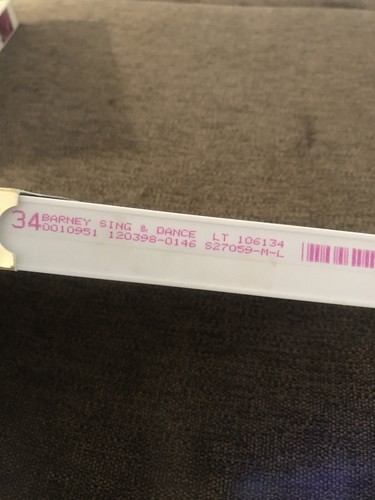 34 BARNEY SING & DANCE LT 106134
0010951 120398-0146 S27059-M-L